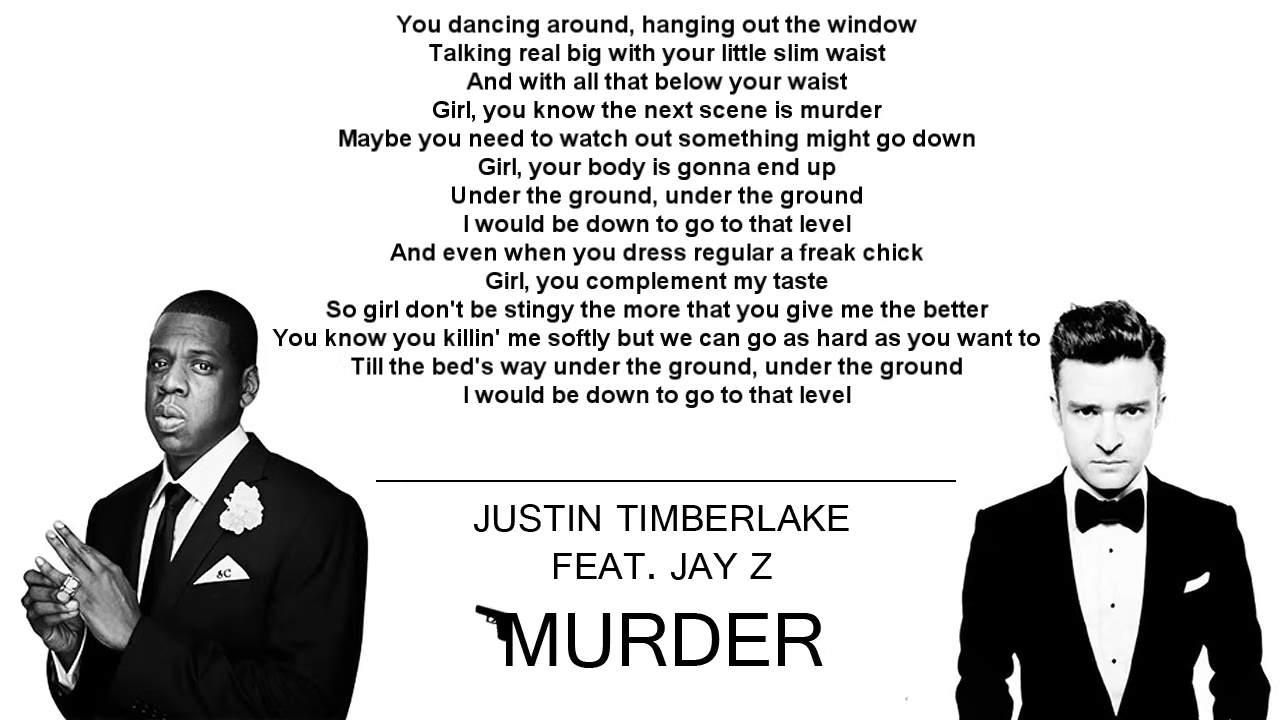 You dancing around, hanging out the window
Talking real big with your little slim waist
And with all that below your waist
Girl, you know the next scene is murder
Maybe you need to watch out something might go down
Girl, your body is gonna end up
Under the ground, under the ground
I would be down to go to that level
And even when you dress regular a freak chick
Girl, you complement my taste
So girl don't be stingy the more that you give me the better
You know you killin' me softly but we can go as hard as you want to
Till the bed's way under the ground, under the ground
I would be down to go to that level
SC
JUSTIN TIMBERLAKE
FEAT. JAY Z
MURDER